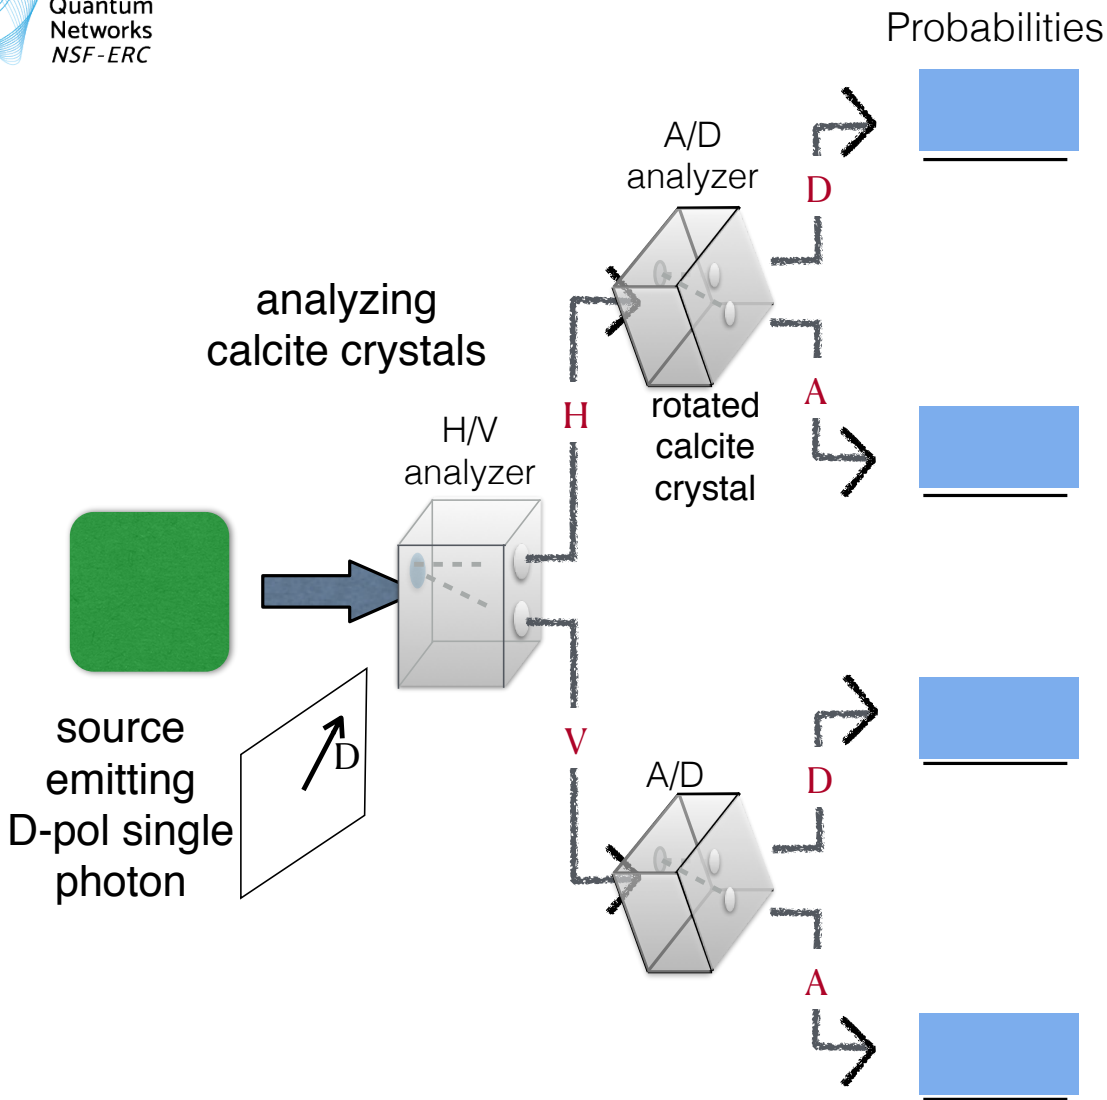 Quantum
Networks
NSF-ERC
Probabilities
A/D
analyzer
D
analyzing
calcite crystals
H
A
rotated
calcite
crystal
H/V
analyzer
source
emitting
D-pol single
photon
D
V
A/D
D
A